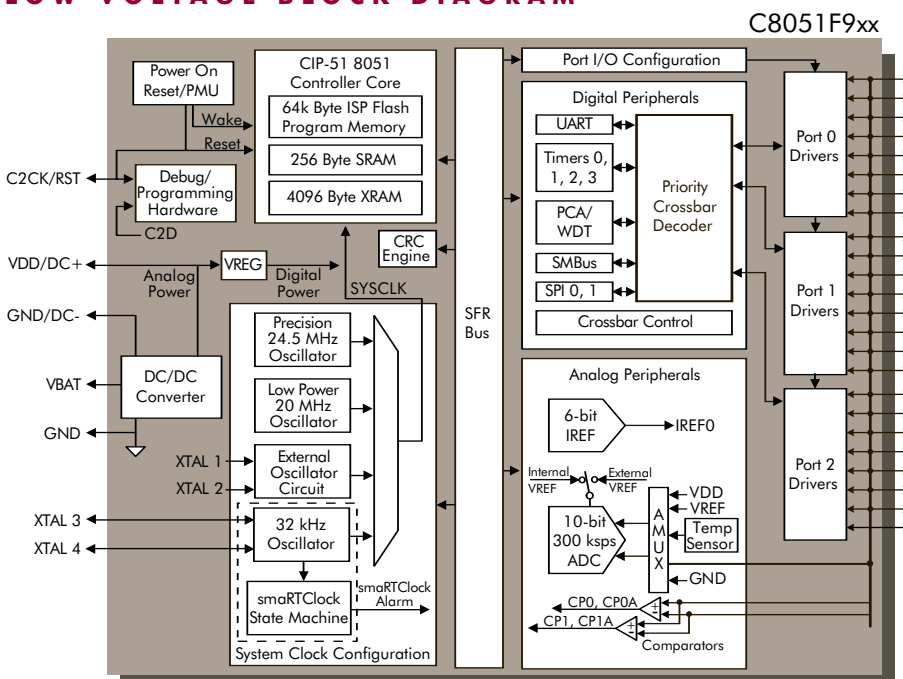 LOW VOLTAGE BLOCK DIAGRAM
C8051F9xx
Power On
Reset/PMU
Wake
Reset
CIP-51 8051
Controller Core
64k Byte ISP Flash
Program Memory
256 Byte SRAM
4096 Byte XRAM
C2CK/RST
Debug/
Programming
Hardware
C2D
VDD/DC+
Analog
Power
VREG
Digital
Power
SYSCLK
CRC
Engine
GND/DC-
DC/DC
Converter
VBAT
GND
Precision
24.5 MHz
Oscillator
Low Power
20 MHz
Oscillator
XTAL 1
XTAL 2
External
Oscillator
Circuit
XTAL 3
XTAL 4
32 kHz
Oscillator
smaRTClock
State Machine
smaRTClock
Alarm
System Clock Configuration
SFR
Bus
Port I/O Configuration
Digital Peripherals
UART
Timers 0,
1, 2, 3
PCA/
WDT
SMBus
SPI 0, 1
Priority
Crossbar
Decoder
Crossbar Control
Port 0
Drivers
Port 1
Drivers
Port 2
Drivers
Analog Peripherals
6-bit
IREF
IREF0
Internal
VREF
External
VREF
10-bit
300 ksps
ADC
A
M
U
X
VDD
VREF
Temp
Sensor
GND
CP0, CP0A
+
-
CP1, CP1A
+
-
Comparators